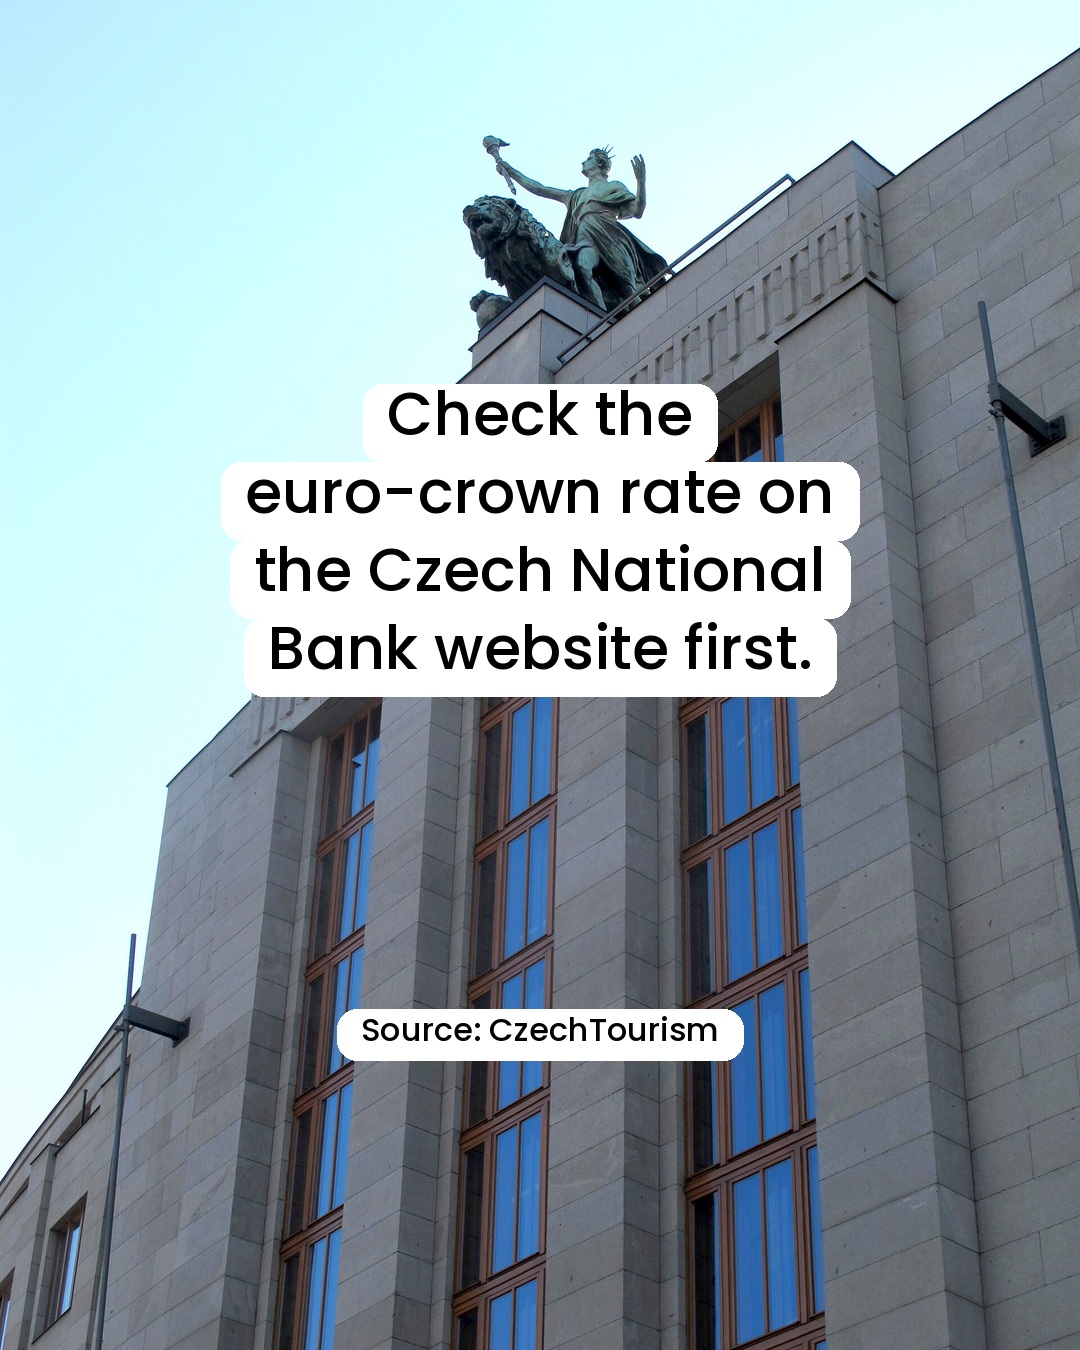 Check the
euro-crown rate on
the Czech National
Bank website first.
Source: CzechTourism